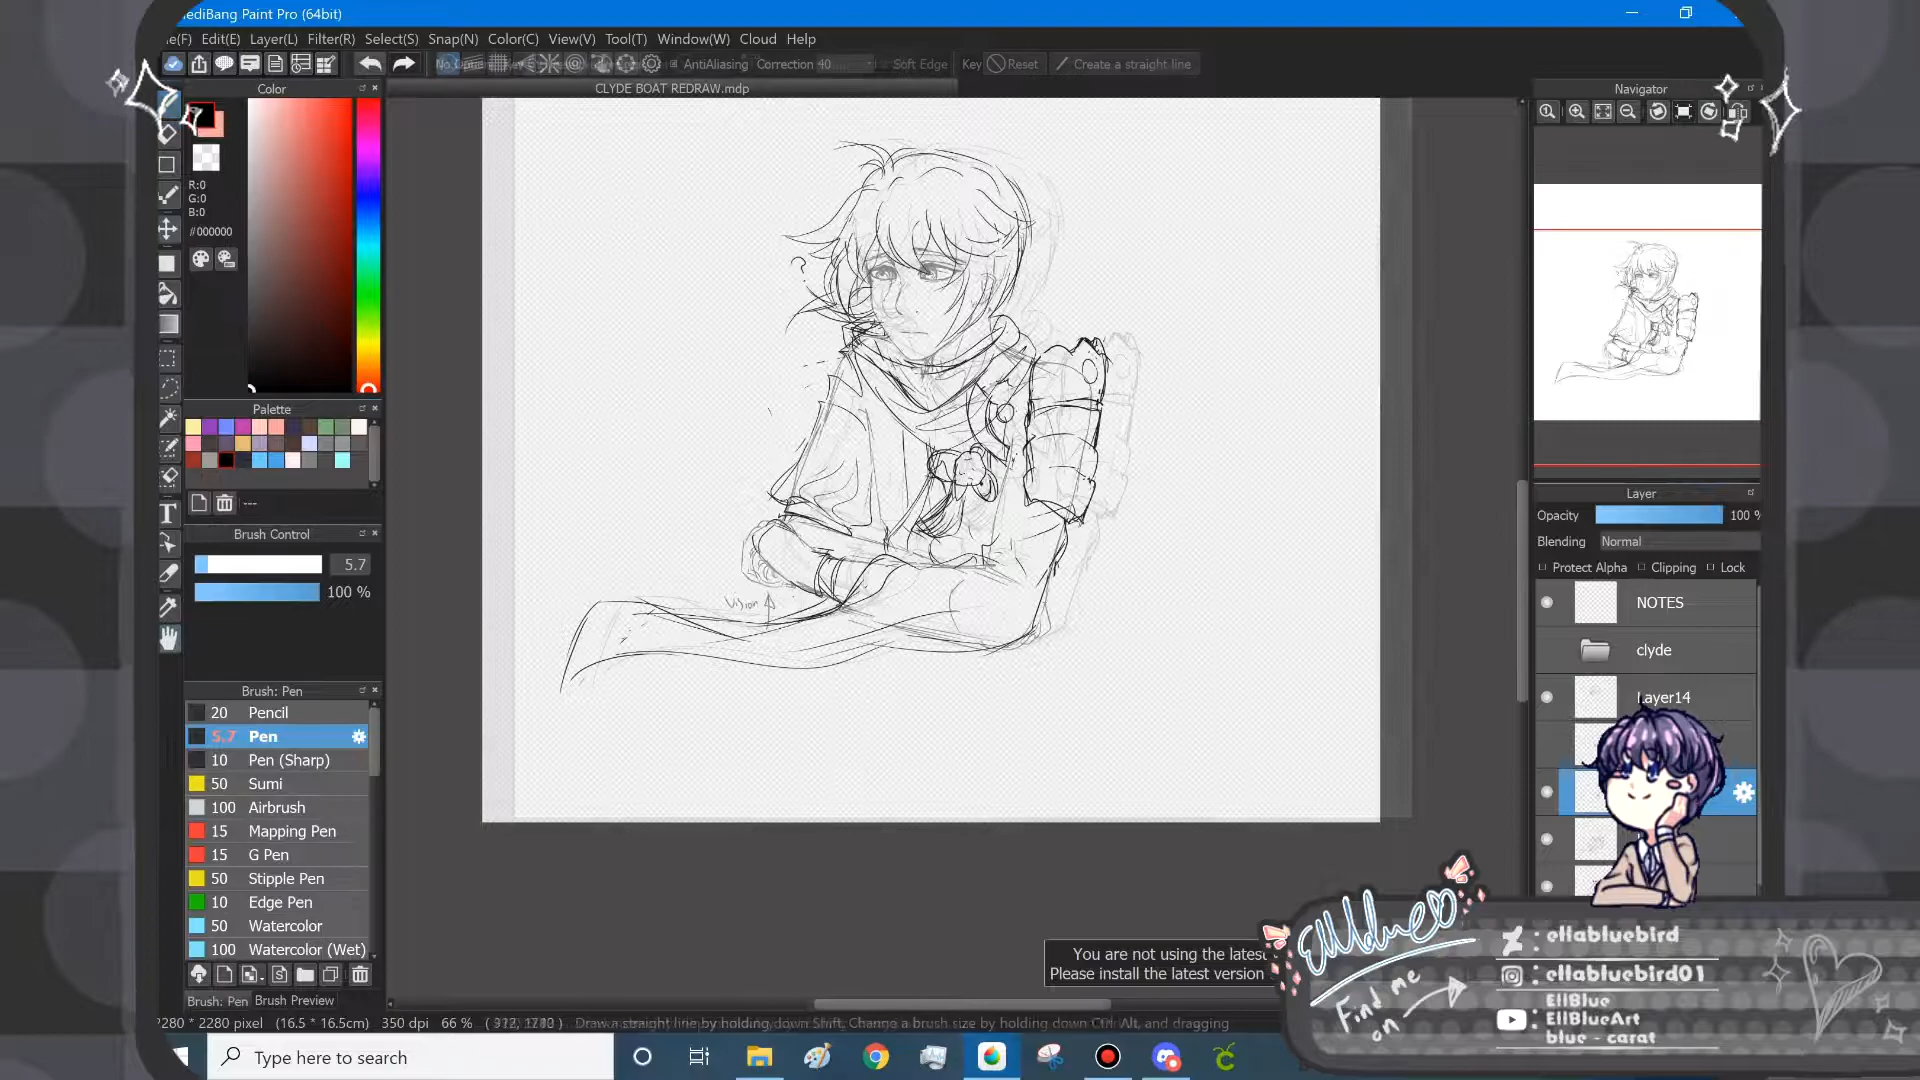 ediBang Paint Pro (64bit)
e(F) Edit(E) Layer(L) Filter(R) Select(S) Snap(N) Color(C) View(V) Tool(T) Window(W) Cloud Help
AntiAliasing Correction 40 Soft Edge Key Reset Create a straight line
Color
CLYDE BOAT REDRAW.mdp
Navigator
R:0
G:0
B:0
#000000
Palette
---
Brush Control
5.7
100 %
Brush: Pen
20 Pencil
5.7 Pen
10 Pen (Sharp)
50 Sumi
100 Airbrush
15 Mapping Pen
15 G Pen
50 Stipple Pen
10 Edge Pen
50 Watercolor
100 Watercolor (Wet)
Brush: Pen Brush Preview
Vision
Layer
Opacity 100 %
Blending Normal
Protect Alpha Clipping Lock
NOTES
clyde
Layer14
You are not using the latest
Please install the latest version
Find me
on
: ellabluebird
: ellabluebird01
: EllBlue
EllBlueArt
blue - carat
2280 * 2280 pixel (16.5 * 16.5cm) 350 dpi 66 % Draw a straight line by holding down Shift. Change a brush size by holding down Ctrl, Alt, and dragging
Type here to search